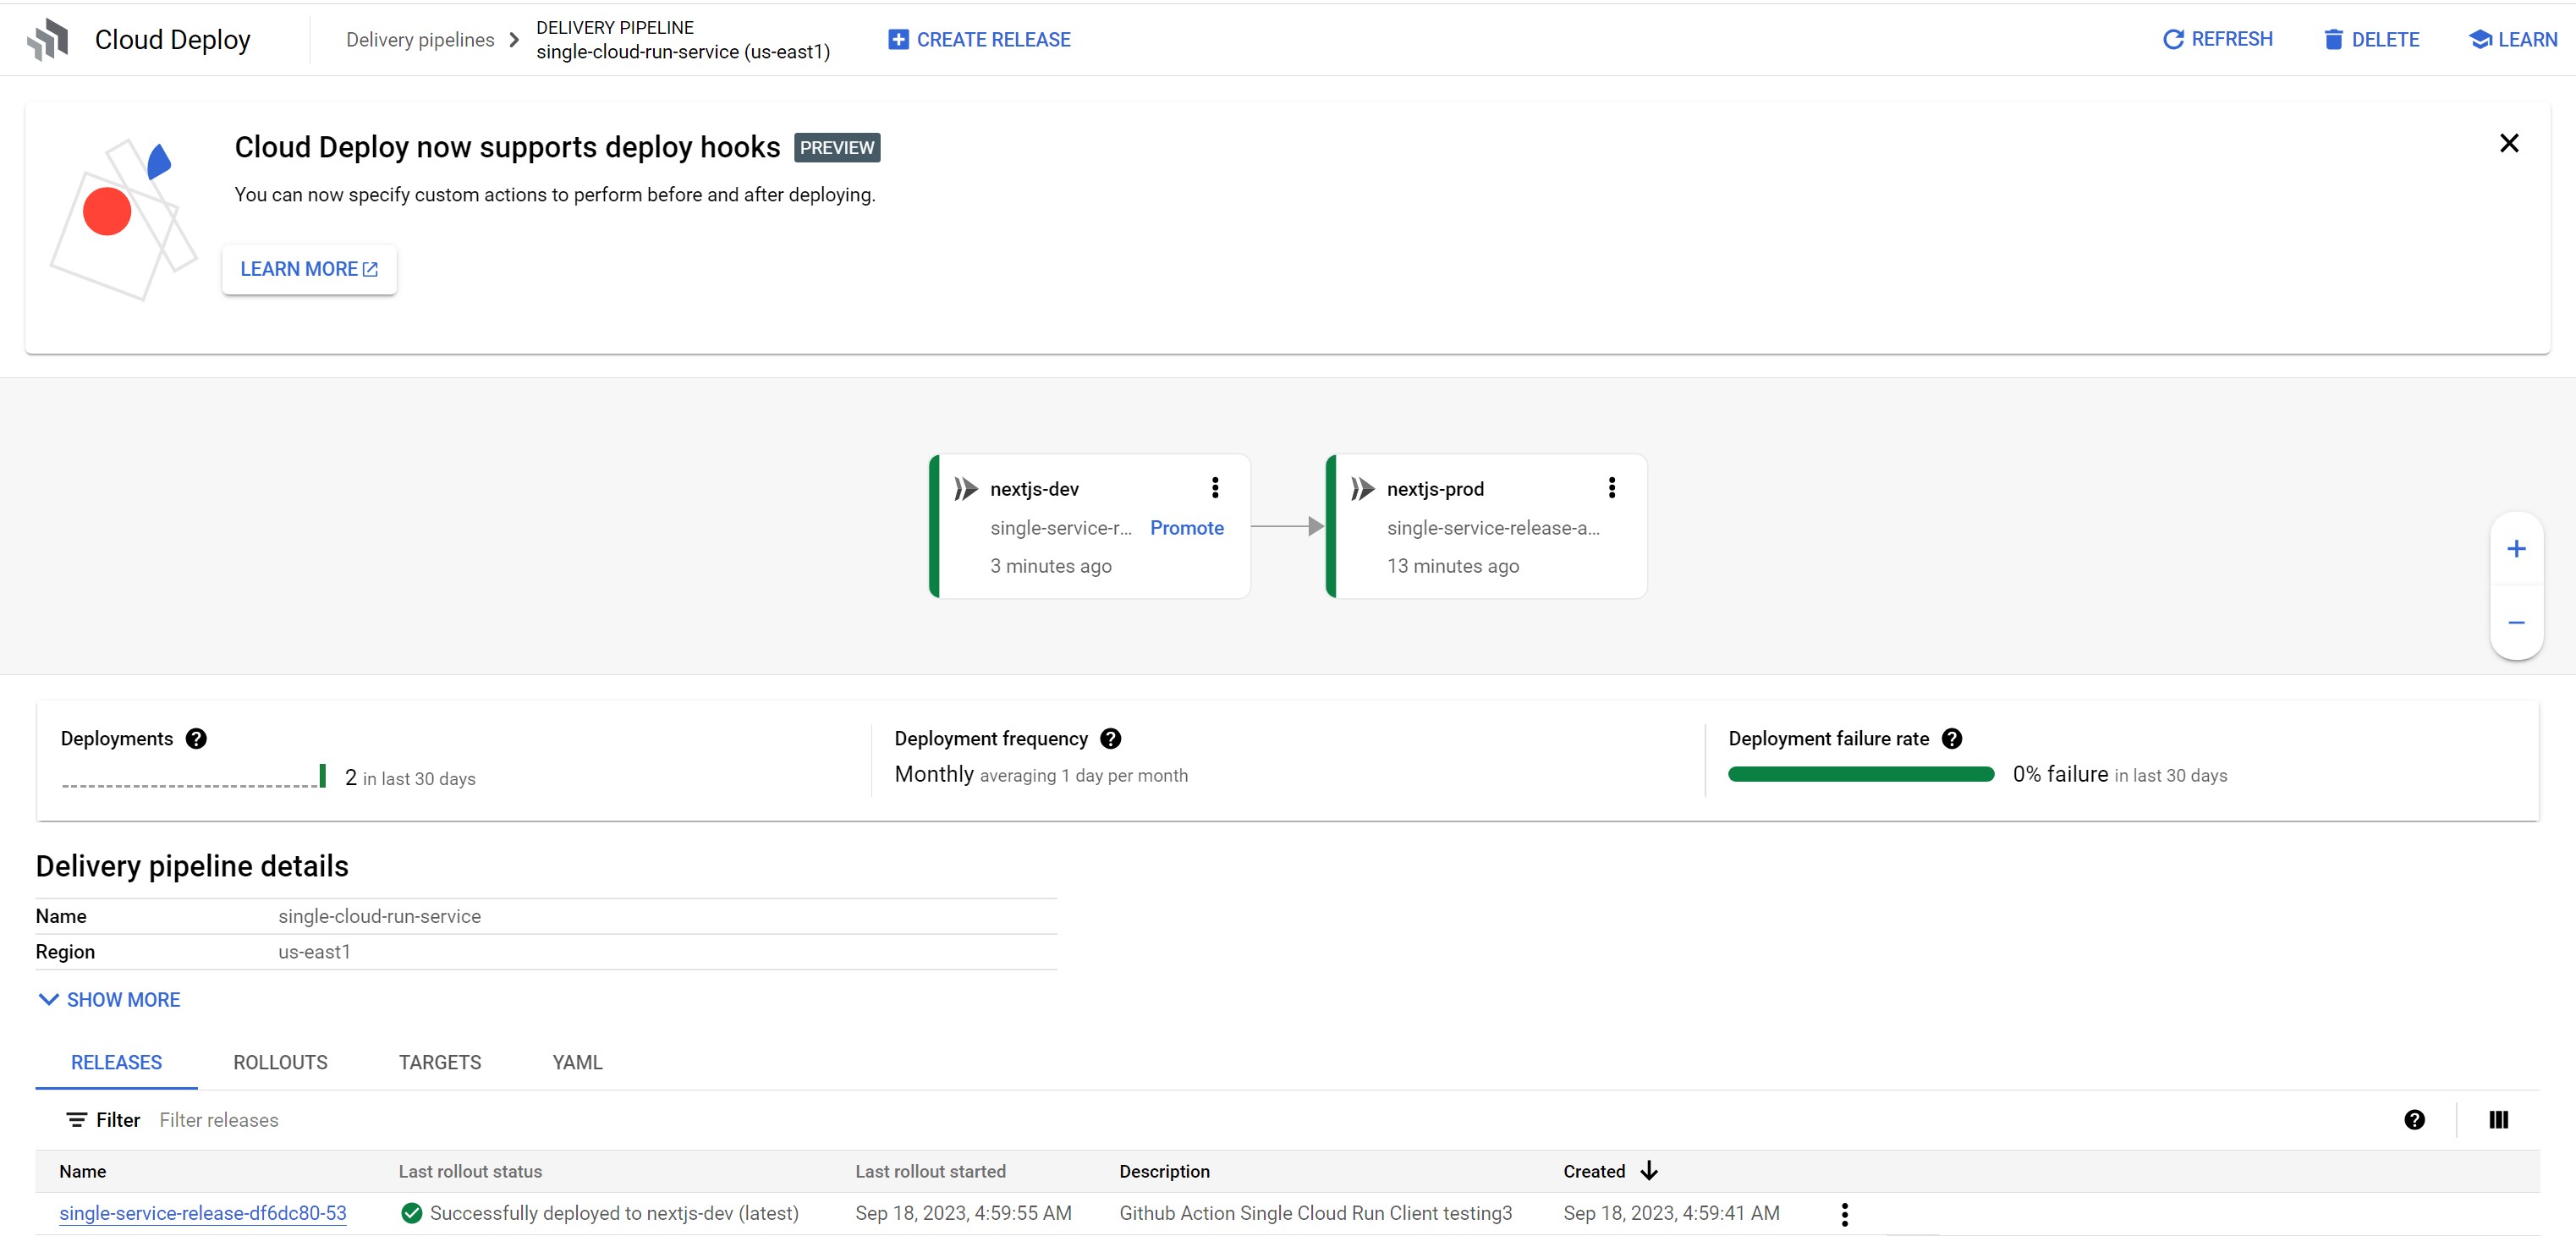 Cloud Deploy
Delivery pipelines
DELIVERY PIPELINE
single-cloud-run-service (us-east1)
CREATE RELEASE
REFRESH
DELETE
LEARN
Cloud Deploy now supports deploy hooks PREVIEW
You can now specify custom actions to perform before and after deploying.
LEARN MORE
nextjs-dev
single-service-r... Promote
3 minutes ago
nextjs-prod
single-service-release-a...
13 minutes ago
Deployments
2 in last 30 days
Deployment frequency
Monthly averaging 1 day per month
Deployment failure rate
0% failure in last 30 days
Delivery pipeline details
Name single-cloud-run-service
Region us-east1
SHOW MORE
RELEASES ROLLOUTS TARGETS YAML
Filter Filter releases
Name Last rollout status Last rollout started Description Created
single-service-release-df6dc80-53 Successfully deployed to nextjs-dev (latest) Sep 18, 2023, 4:59:55 AM Github Action Single Cloud Run Client testing3 Sep 18, 2023, 4:59:41 AM